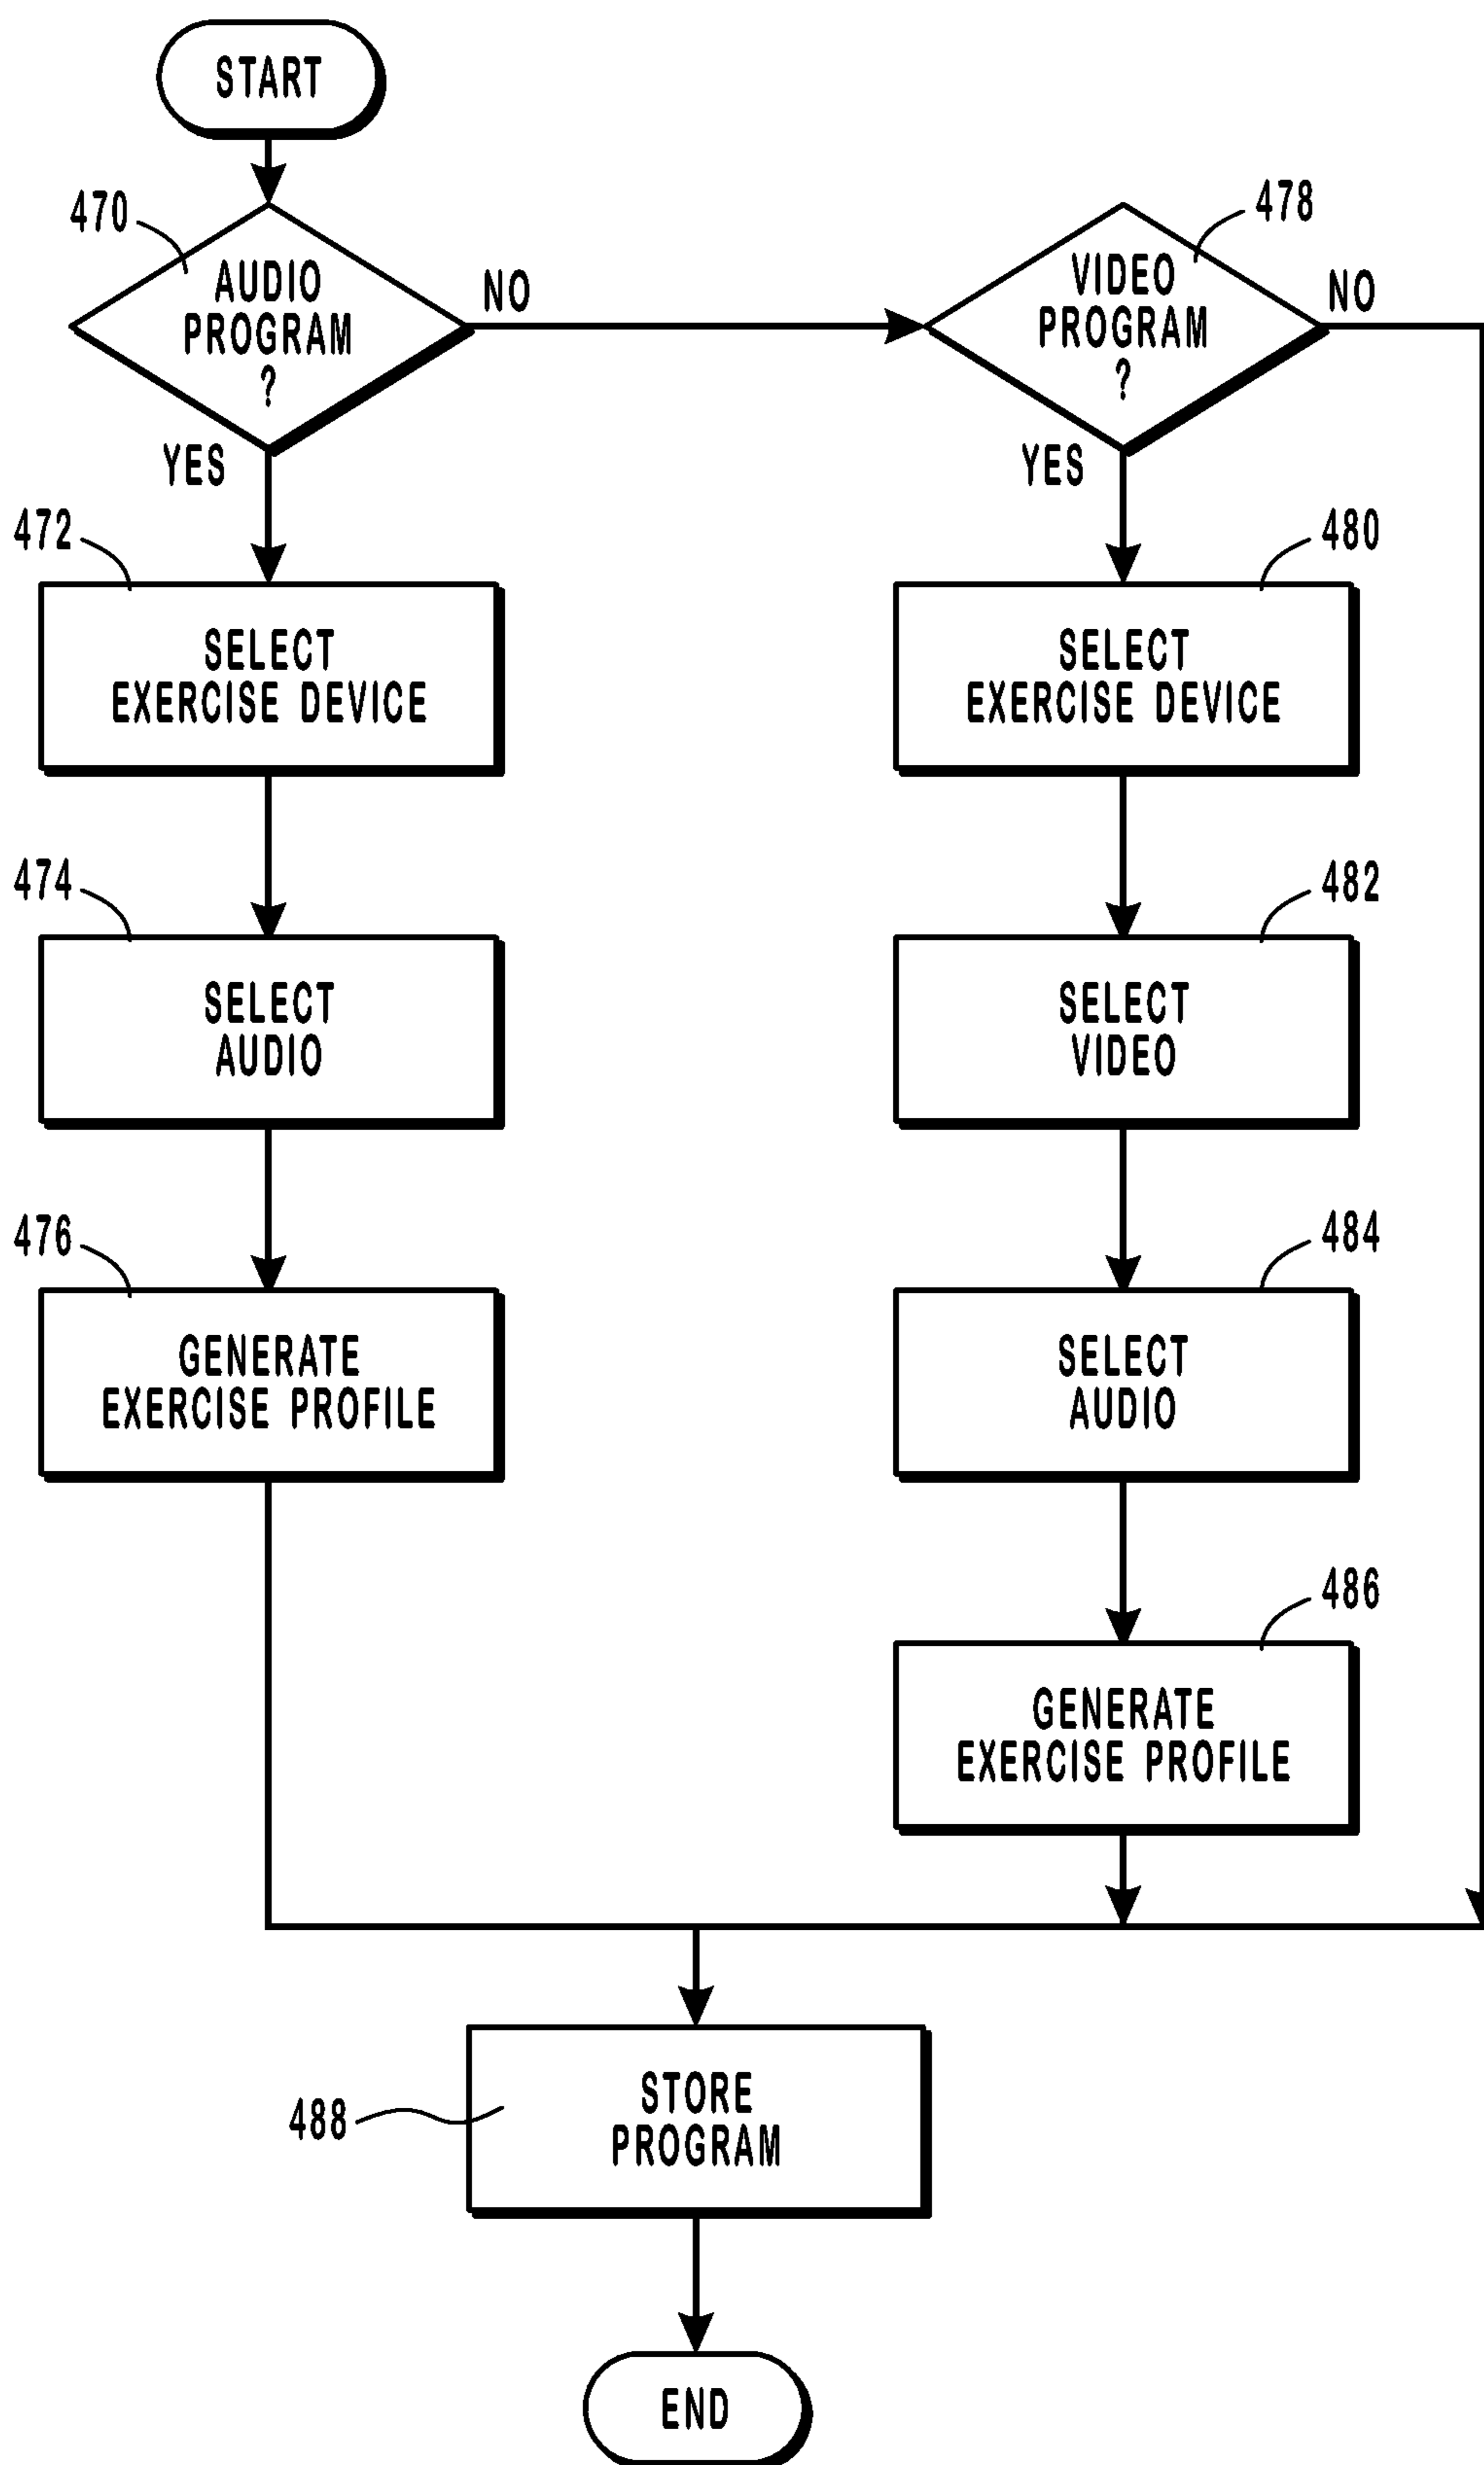 START
470
AUDIO
PROGRAM
?
NO
YES
478
VIDEO
PROGRAM
?
NO
YES
472
SELECT
EXERCISE DEVICE
480
SELECT
EXERCISE DEVICE
474
SELECT
AUDIO
482
SELECT
VIDEO
476
GENERATE
EXERCISE PROFILE
484
SELECT
AUDIO
486
GENERATE
EXERCISE PROFILE
488
STORE
PROGRAM
END